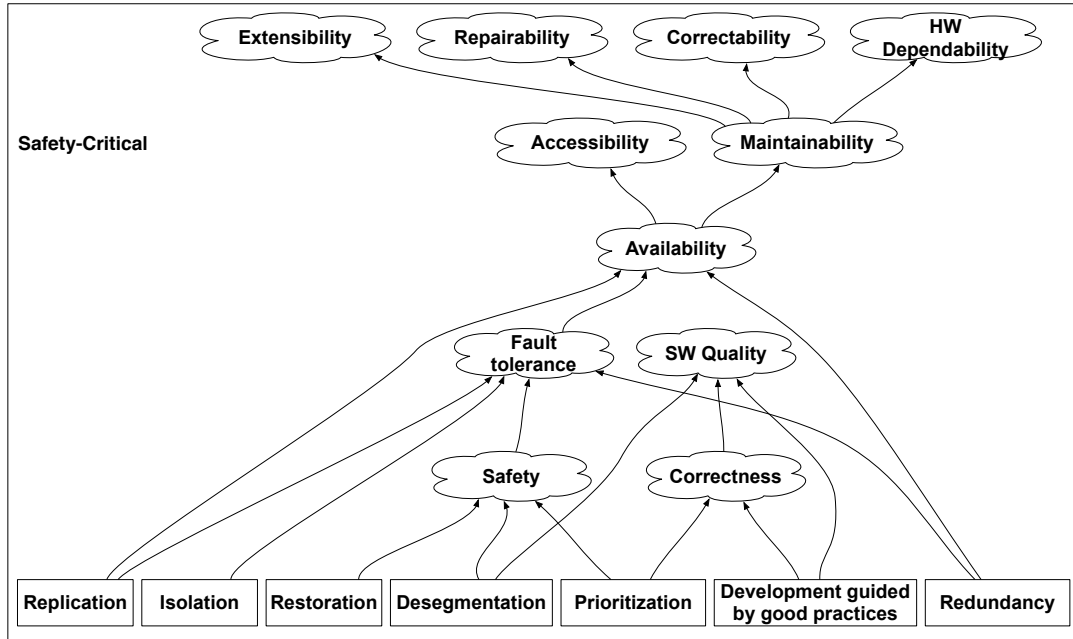 Extensibility
Repairability
Correctability
HW
Dependability
Safety-Critical
Accessibility
Maintainability
Availability
Fault
tolerance
SW Quality
Safety
Correctness
Replication
Isolation
Restoration
Desegmentation
Prioritization
Development guided
by good practices
Redundancy